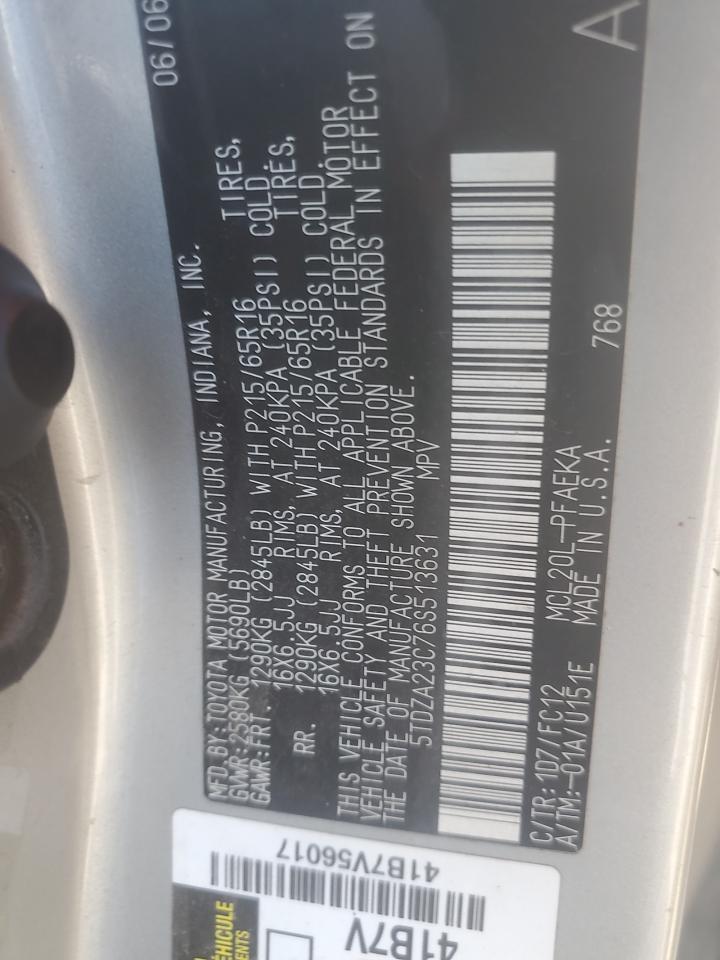 MFD.BY:TOYOTA MOTOR MANUFACTURING, INDIANA, INC.
06/06
GVWR:2580KG(5690LB)
GAWR:FRT. 1290KG (2845LB) WITH P215/65R16 TIRES,
16X6.5JJ RIMS, AT 240KPA (35PSI) COLD.
RR. 1290KG (2845LB) WITH P215/65R16 TIRES,
16X6.5JJ RIMS, AT 240KPA (35PSI) COLD.
THIS VEHICLE CONFORMS TO ALL APPLICABLE FEDERAL MOTOR
VEHICLE SAFETY AND THEFT PREVENTION STANDARDS IN EFFECT ON
THE DATE OF MANUFACTURE SHOWN ABOVE.
5TDZA23C76S513631 MPV
C/TR:1D7/FC12 MCL20L-PFAEKA 768
A/TM:-01A/U151E MADE IN U.S.A. A
41B7V56017
41B7V
ÉHICULE
ENTS